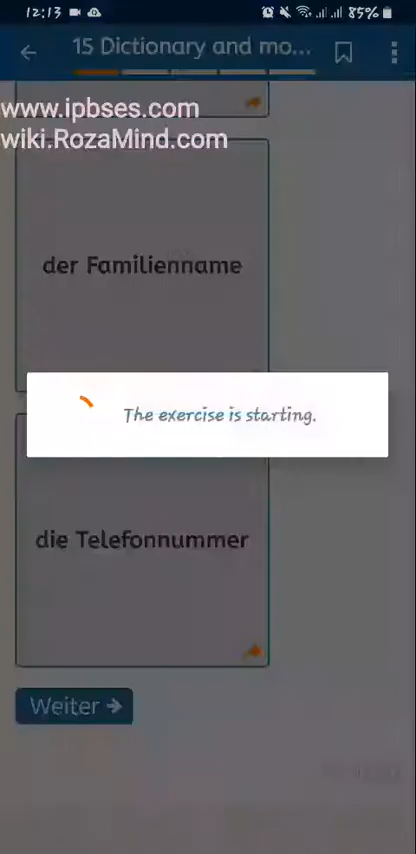 12:13
85%
15 Dictionary and mo...
www.ipbses.com
wiki.RozaMind.com
der Familienname
The exercise is starting.
die Telefonnummer
Weiter →